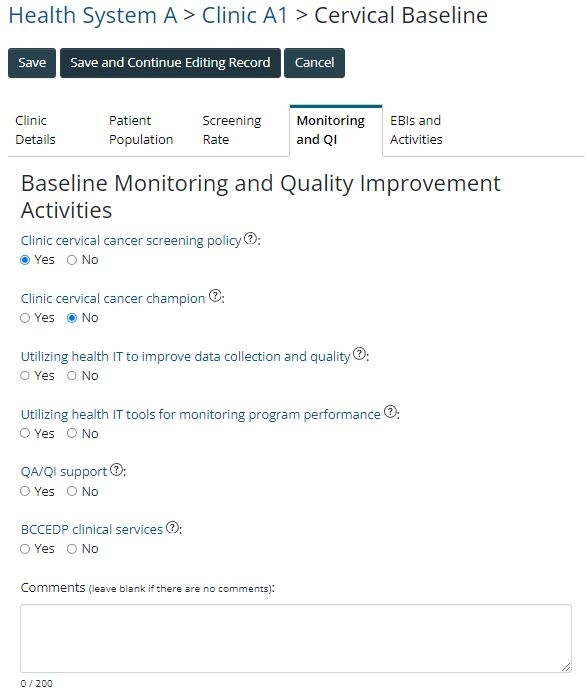 Health System A > Clinic A1 > Cervical Baseline
Save Save and Continue Editing Record Cancel
Clinic Details
Patient Population
Screening Rate
Monitoring and QI
EBIs and Activities
Baseline Monitoring and Quality Improvement
Activities
Clinic cervical cancer screening policy ?:
Yes No
Clinic cervical cancer champion ?:
Yes No
Utilizing health IT to improve data collection and quality ?:
Yes No
Utilizing health IT tools for monitoring program performance ?:
Yes No
QA/QI support ?:
Yes No
BCCEDP clinical services ?:
Yes No
Comments (leave blank if there are no comments):
0 / 200